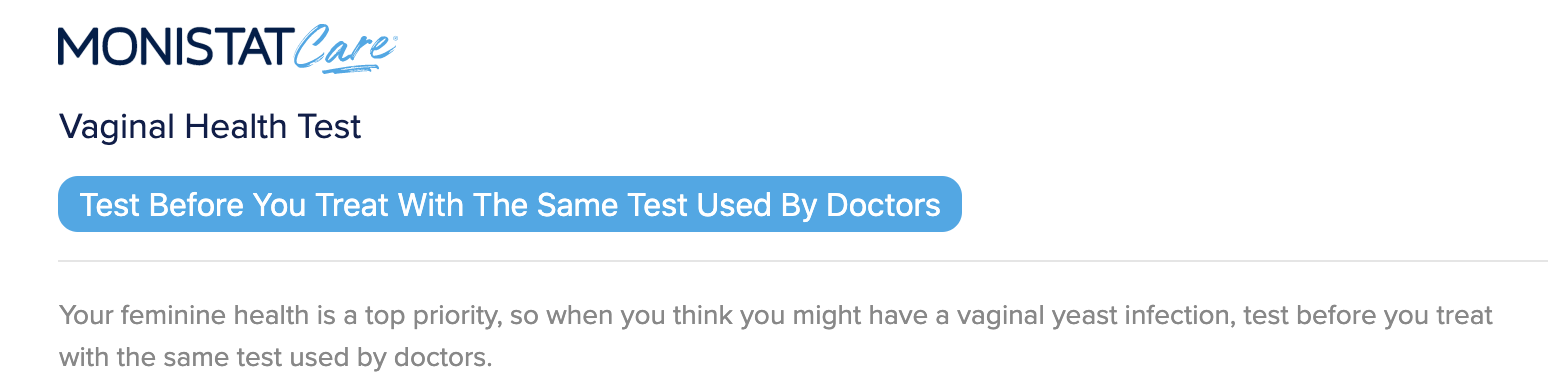 MONISTAT Care®
Vaginal Health Test
Test Before You Treat With The Same Test Used By Doctors
Your feminine health is a top priority, so when you think you might have a vaginal yeast infection, test before you treat
with the same test used by doctors.